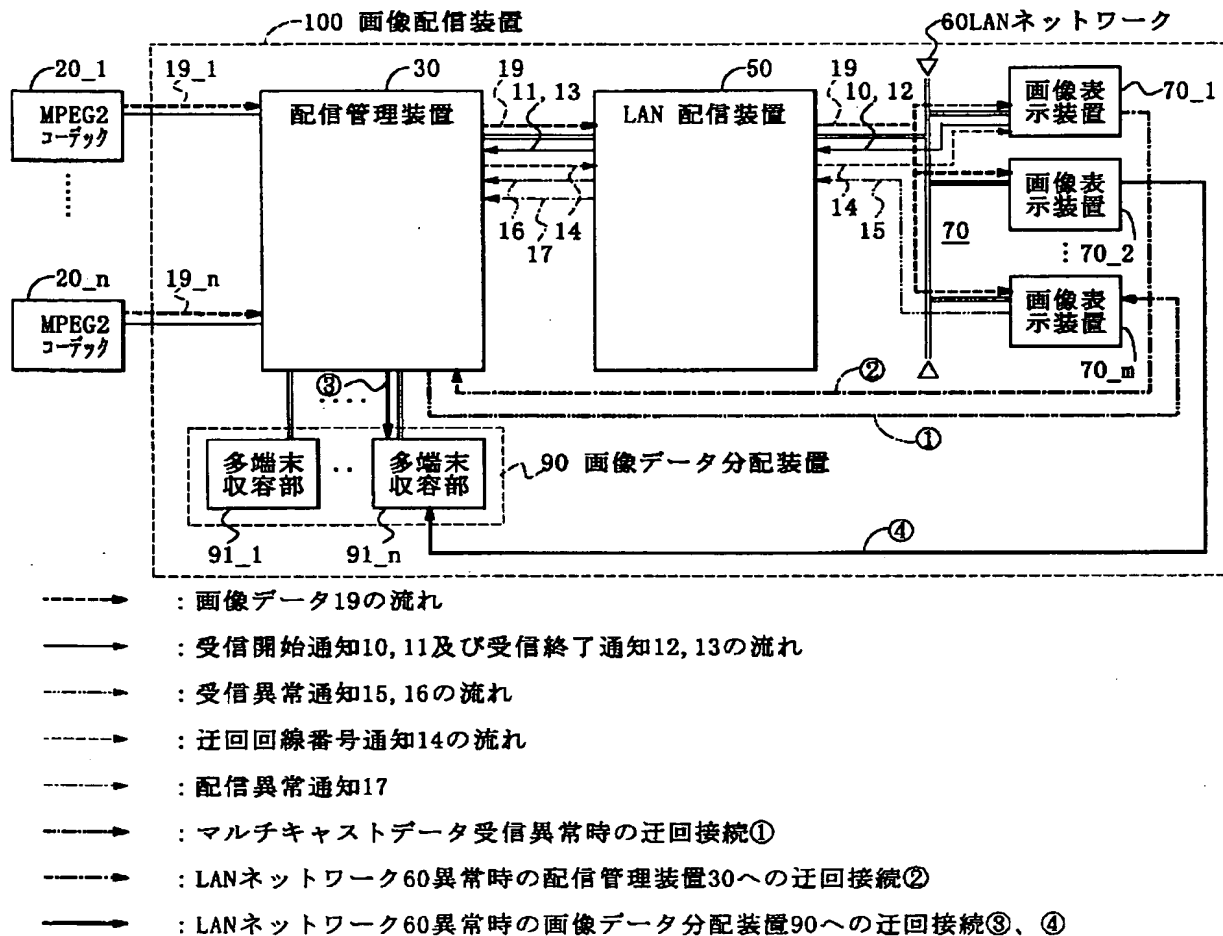 100 画像配信装置
60LANネットワーク
20_1
19_1
30
19
11, 13
50
19
10, 12
MPEG2
コーデック
配信管理装置
LAN 配信装置
画像表
示装置
70_1
16
14
17
14
15
70
画像表
示装置
70_2
20_n
19_n
MPEG2
コーデック
画像表
示装置
70_m
③
②
①
多端末
収容部
多端末
収容部
90 画像データ分配装置
91_1
91_n
④
：画像データ19の流れ
：受信開始通知10, 11及び受信終了通知12, 13の流れ
：受信異常通知15, 16の流れ
：迂回回線番号通知14の流れ
：配信異常通知17
：マルチキャストデータ受信異常時の迂回接続①
：LANネットワーク60異常時の配信管理装置30への迂回接続②
：LANネットワーク60異常時の画像データ分配装置90への迂回接続③、④